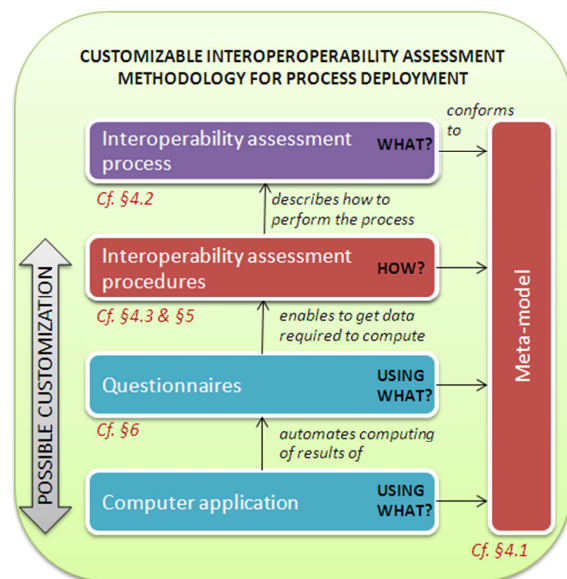 CUSTOMIZABLE INTEROPEROPERABILITY ASSESSMENT
METHODOLOGY FOR PROCESS DEPLOYMENT
conforms
to
Interoperability assessment
process
WHAT?
Cf. §4.2
describes how to
perform the process
Interoperability assessment
procedures
HOW?
Cf. §4.3 & §5
enables to get data
required to compute
Questionnaires
USING
WHAT?
Cf. §6
automates computing
of results of
Computer application
USING
WHAT?
POSSIBLE CUSTOMIZATION
Meta-model
Cf. §4.1